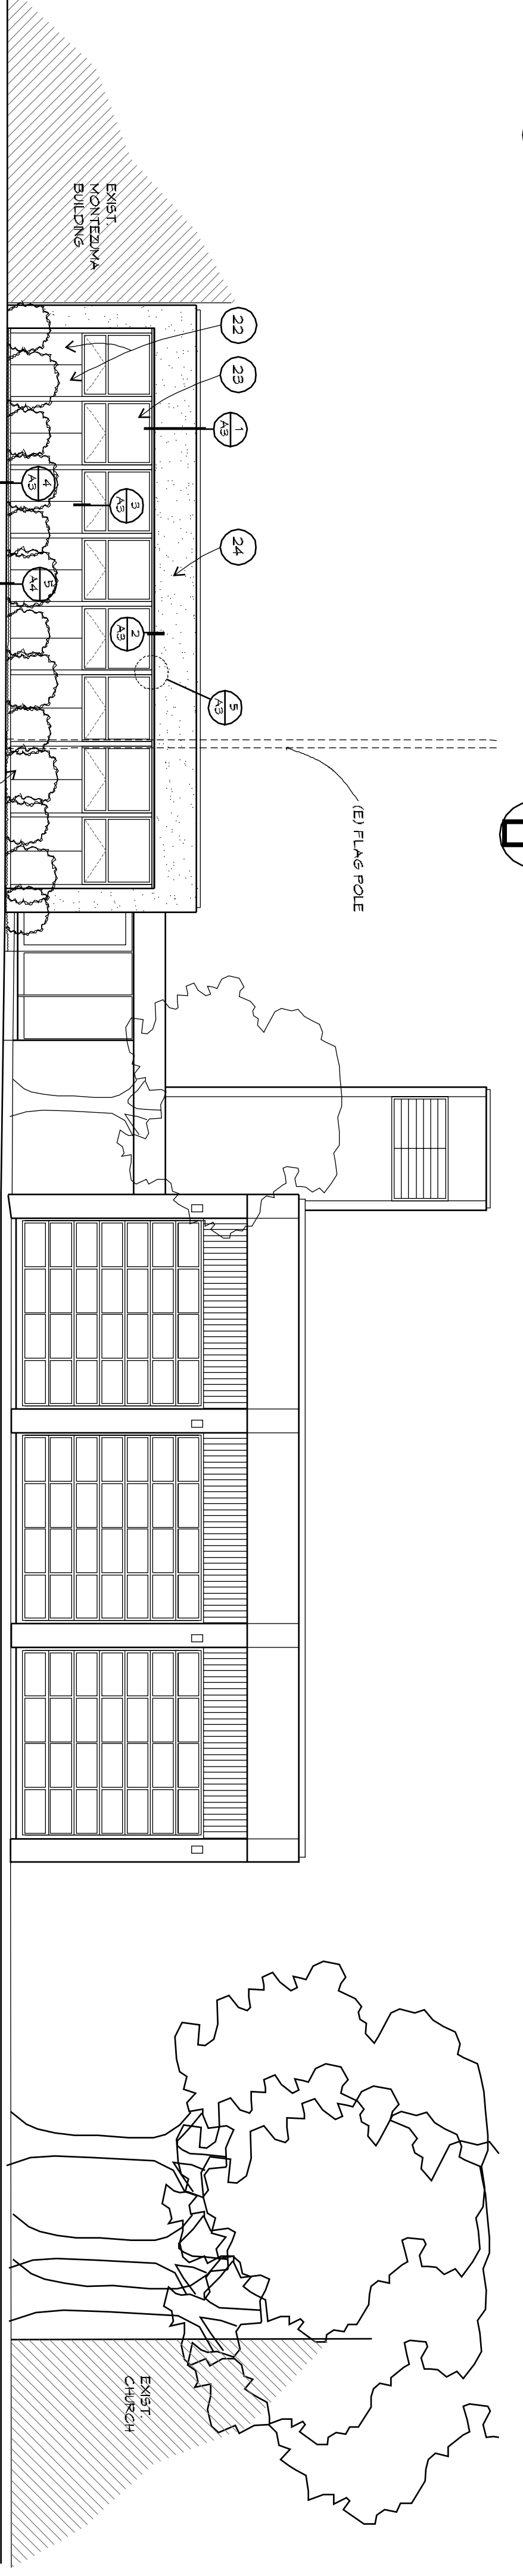 EXIST.
MONTEZUMA
BUILDING
22
23
1
A3
24
4
A3
3
A3
5
A4
2
A3
5
A3
(E) FLAG POLE
EXIST.
CHURCH